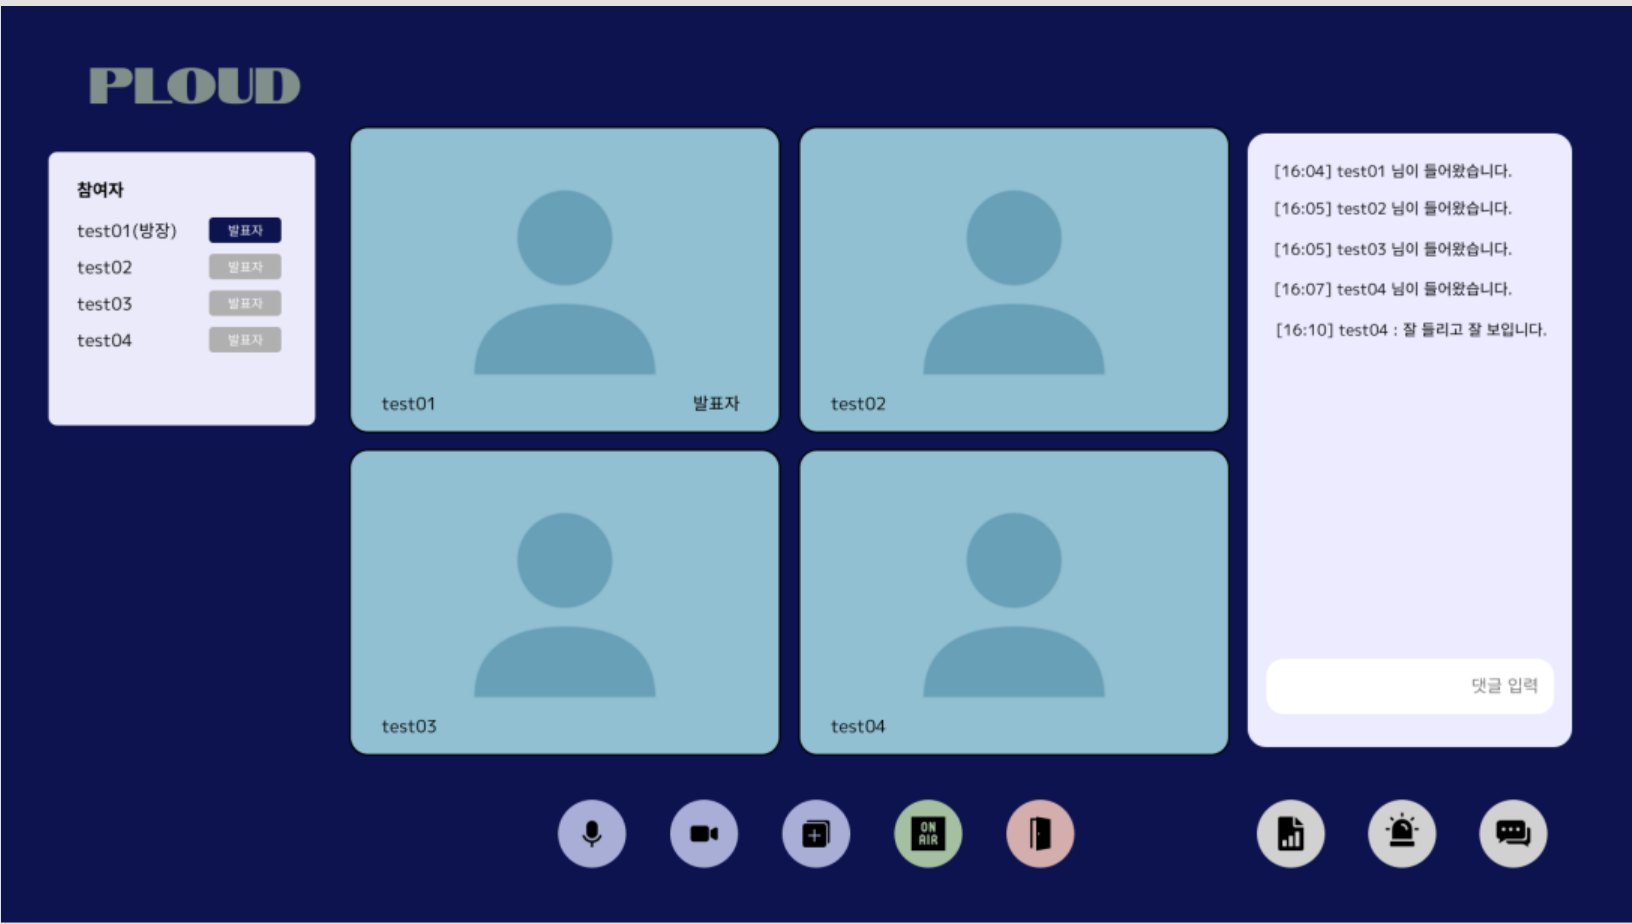 PLOUD
참여자
test01(방장) 발표자
test02 발표자
test03 발표자
test04 발표자
test01 발표자
test02
test03
test04
[16:04] test01 님이 들어왔습니다.
[16:05] test02 님이 들어왔습니다.
[16:05] test03 님이 들어왔습니다.
[16:07] test04 님이 들어왔습니다.
[16:10] test04 : 잘 들리고 잘 보입니다.
댓글 입력
ON
AIR